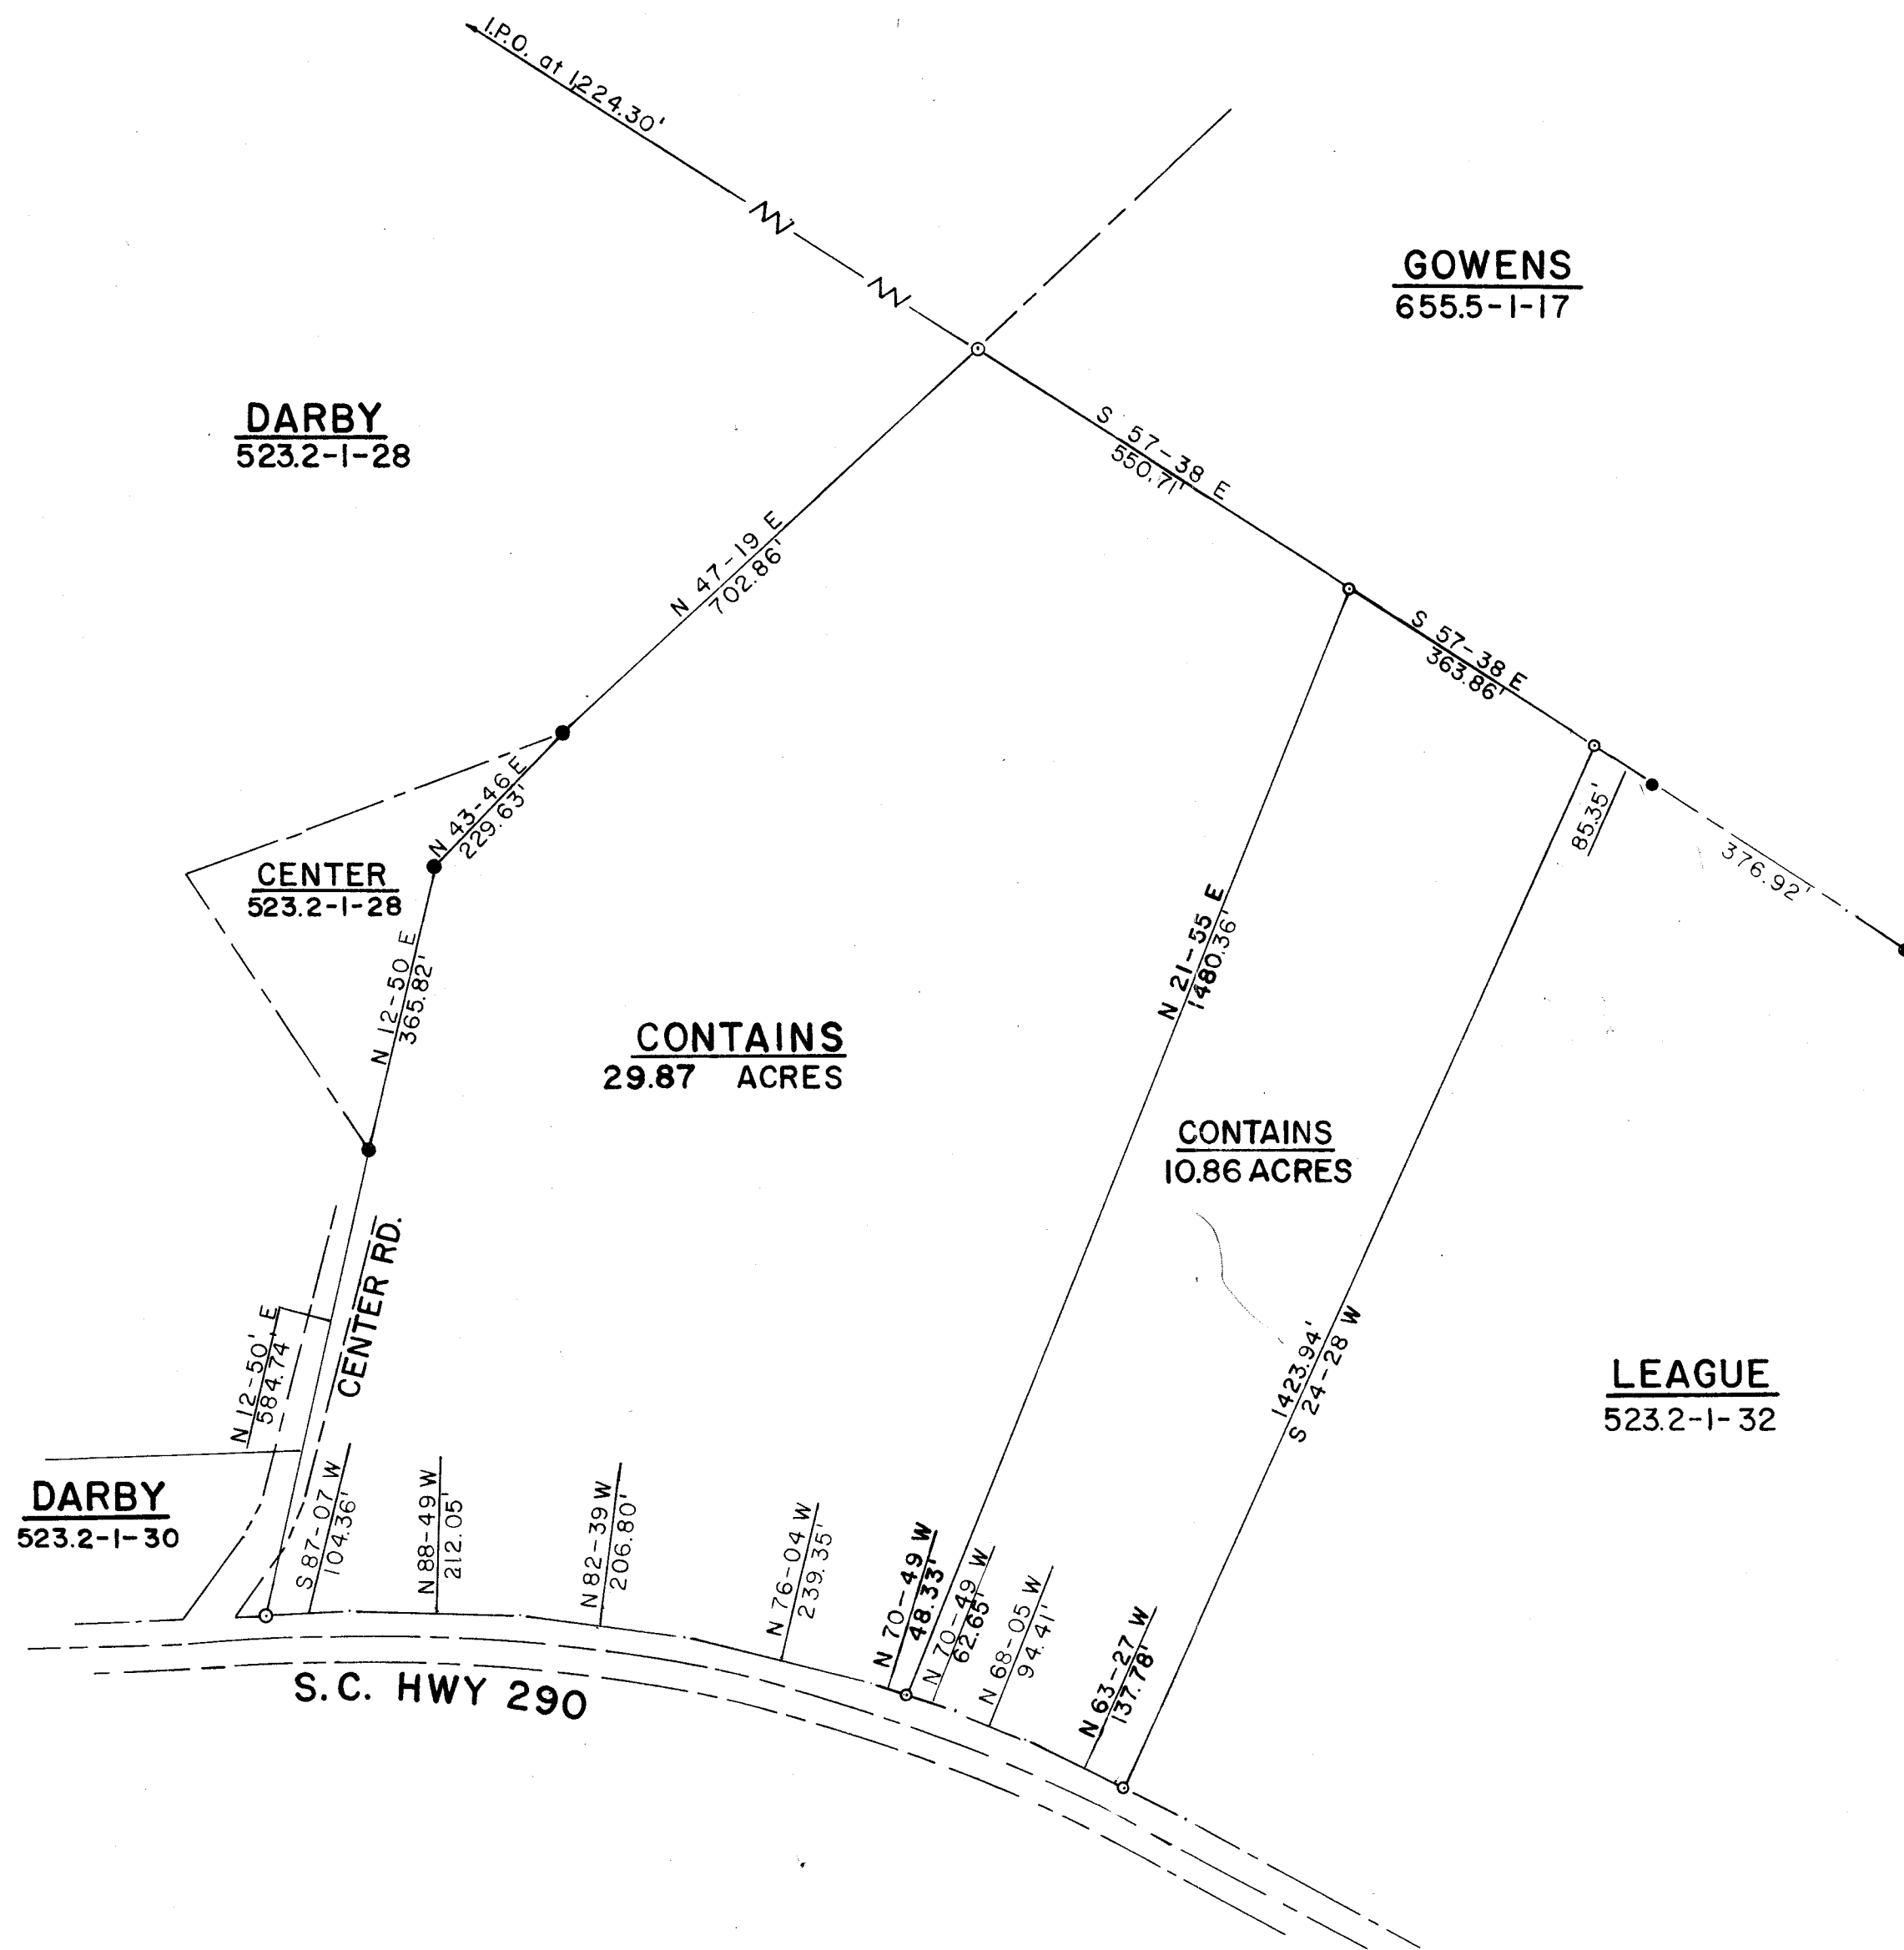 I.P.O. at 1,224.30'
GOWENS
655.5-1-17
DARBY
523.2-1-28
S 57-38 E
550.71'
N 47-19 E
702.86'
S 57-38 E
363.86'
85.35'
376.92'
N 43-46 E
229.63'
CENTER
523.2-1-28
N 12-50 E
365.82'
N 21-55 E
1480.36'
CONTAINS
29.87 ACRES
CONTAINS
10.86 ACRES
CENTER RD.
N 12-50' E
584.74'
1423.94'
S 24-28 W
LEAGUE
523.2-1-32
DARBY
523.2-1-30
S 87-07 W
104.36'
N 88-49 W
212.05'
N 82-39 W
206.80'
N 76-04 W
239.35'
N 70-49 W
48.33'
N 70-49 W
62.65'
N 68-05 W
94.41'
N 63-27 W
137.78'
S.C. HWY 290